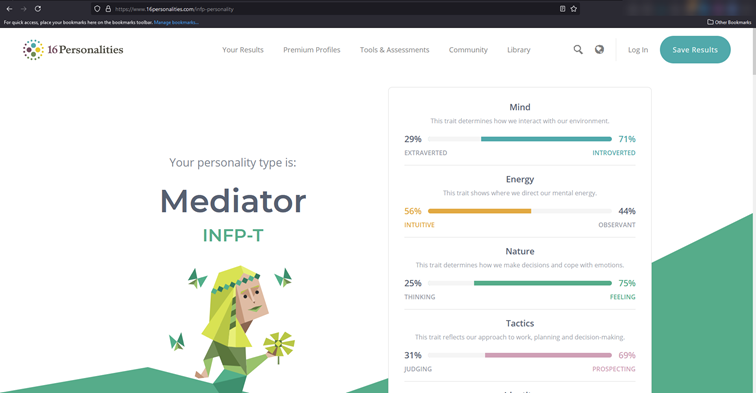 https://www.16personalities.com/infp-personality
For quick access, place your bookmarks here on the bookmarks toolbar. Manage bookmarks...
Other Bookmarks
16Personalities
Your Results
Premium Profiles
Tools & Assessments
Community
Library
Log In
Save Results
Your personality type is:
Mediator
INFP-T
Mind
This trait determines how we interact with our environment.
29% 71%
EXTRAVERTED INTROVERTED
Energy
This trait shows where we direct our mental energy.
56% 44%
INTUITIVE OBSERVANT
Nature
This trait determines how we make decisions and cope with emotions.
25% 75%
THINKING FEELING
Tactics
This trait reflects our approach to work, planning and decision-making.
31% 69%
JUDGING PROSPECTING